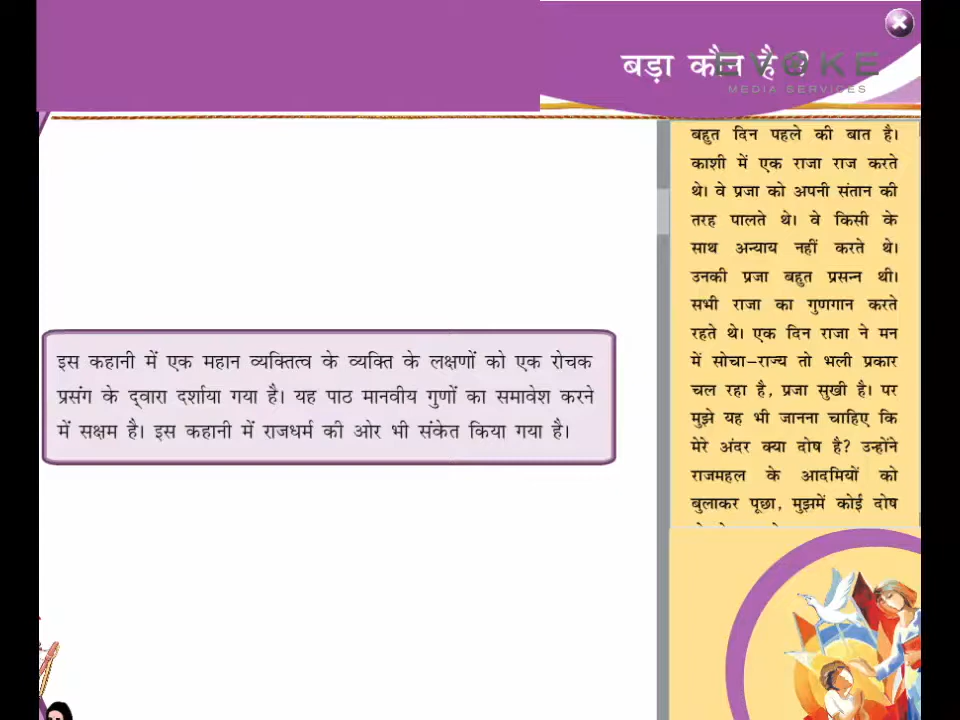 बड़ा कौन है ?
EVOKE
MEDIA SERVICES
इस कहानी में एक महान व्यक्तित्व के व्यक्ति के लक्षणों को एक रोचक
प्रसंग के द्वारा दर्शाया गया है। यह पाठ मानवीय गुणों का समावेश करने
में सक्षम है। इस कहानी में राजधर्म की ओर भी संकेत किया गया है।
बहुत दिन पहले की बात है।
काशी में एक राजा राज करते
थे। वे प्रजा को अपनी संतान की
तरह पालते थे। वे किसी के
साथ अन्याय नहीं करते थे।
उनकी प्रजा बहुत प्रसन्न थी।
सभी राजा का गुणगान करते
रहते थे। एक दिन राजा ने मन
में सोचा–राज्य तो भली प्रकार
चल रहा है, प्रजा सुखी है। पर
मुझे यह भी जानना चाहिए कि
मेरे अंदर क्या दोष है? उन्होंने
राजमहल के आदमियों को
बुलाकर पूछा, मुझमें कोई दोष